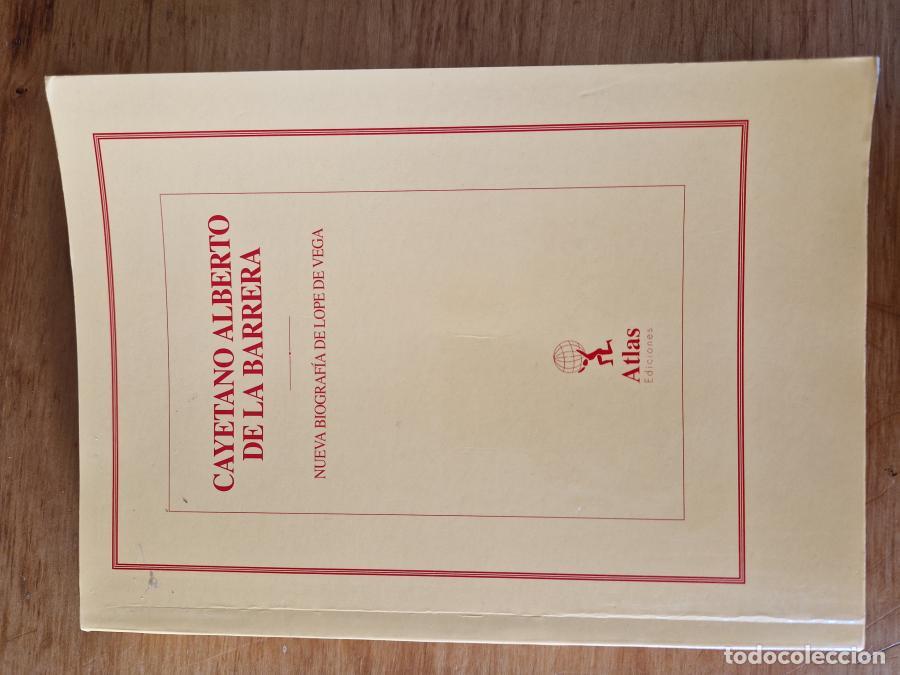 CAYETANO ALBERTO
DE LA BARRERA
NUEVA BIOGRAFÍA DE LOPE DE VEGA
Atlas
Ediciones
todocoleccion